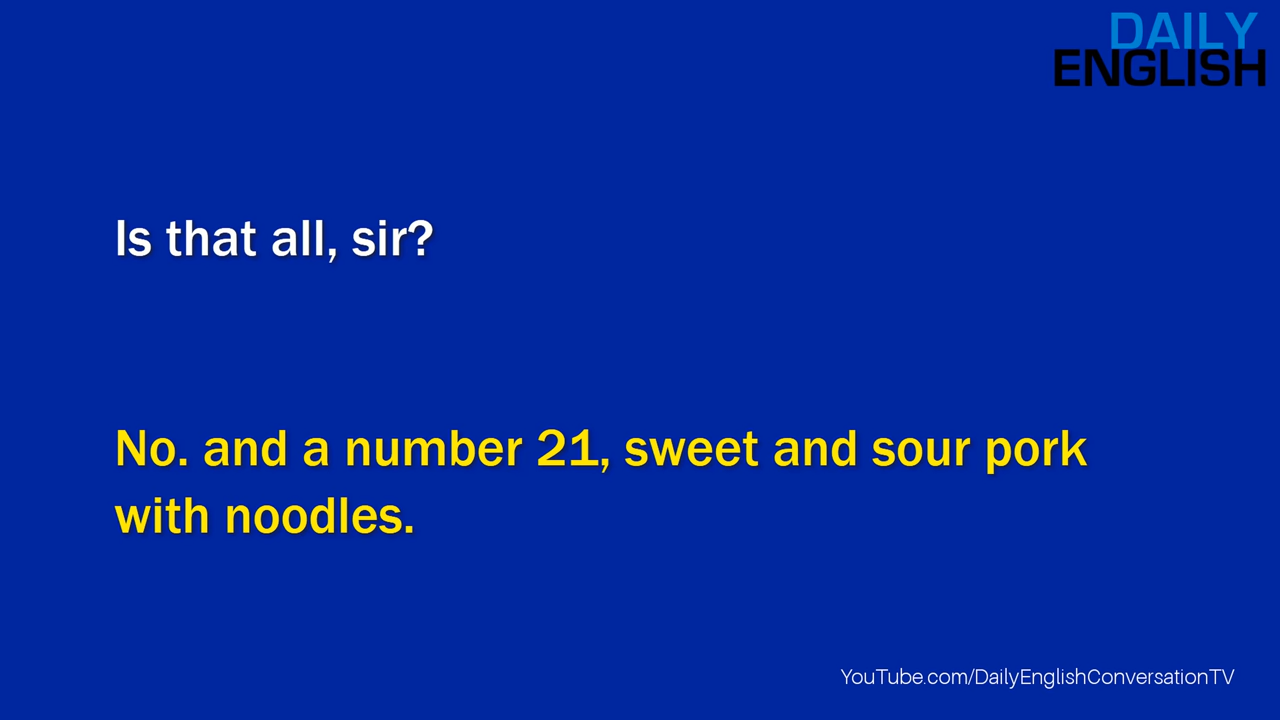 DAILY
ENGLISH
Is that all, sir?
No. and a number 21, sweet and sour pork
with noodles.
YouTube.com/DailyEnglishConversationTV